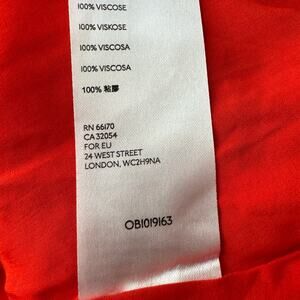 100% VISCOSE
100% VISKOSE
100% VISCOSA
100% VISCOSA
100% 粘膠
RN 66170
CA 32054
FOR EU
24 WEST STREET
LONDON, WC2H9NA
OB1019163